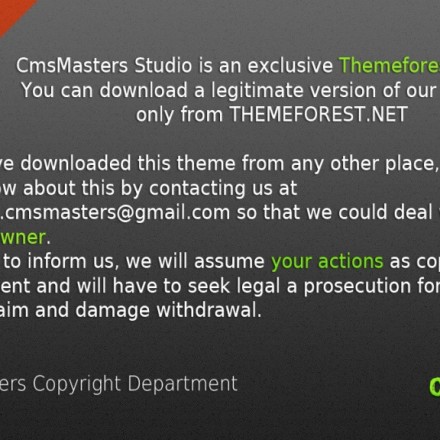 CmsMasters Studio is an exclusive Themefore
You can download a legitimate version of our
only from THEMEFOREST.NET
ve downloaded this theme from any other place,
ow about this by contacting us at
.cmsmasters@gmail.com so that we could deal
wner.
to inform us, we will assume your actions as co
ent and will have to seek legal a prosecution for
aim and damage withdrawal.
ers Copyright Department